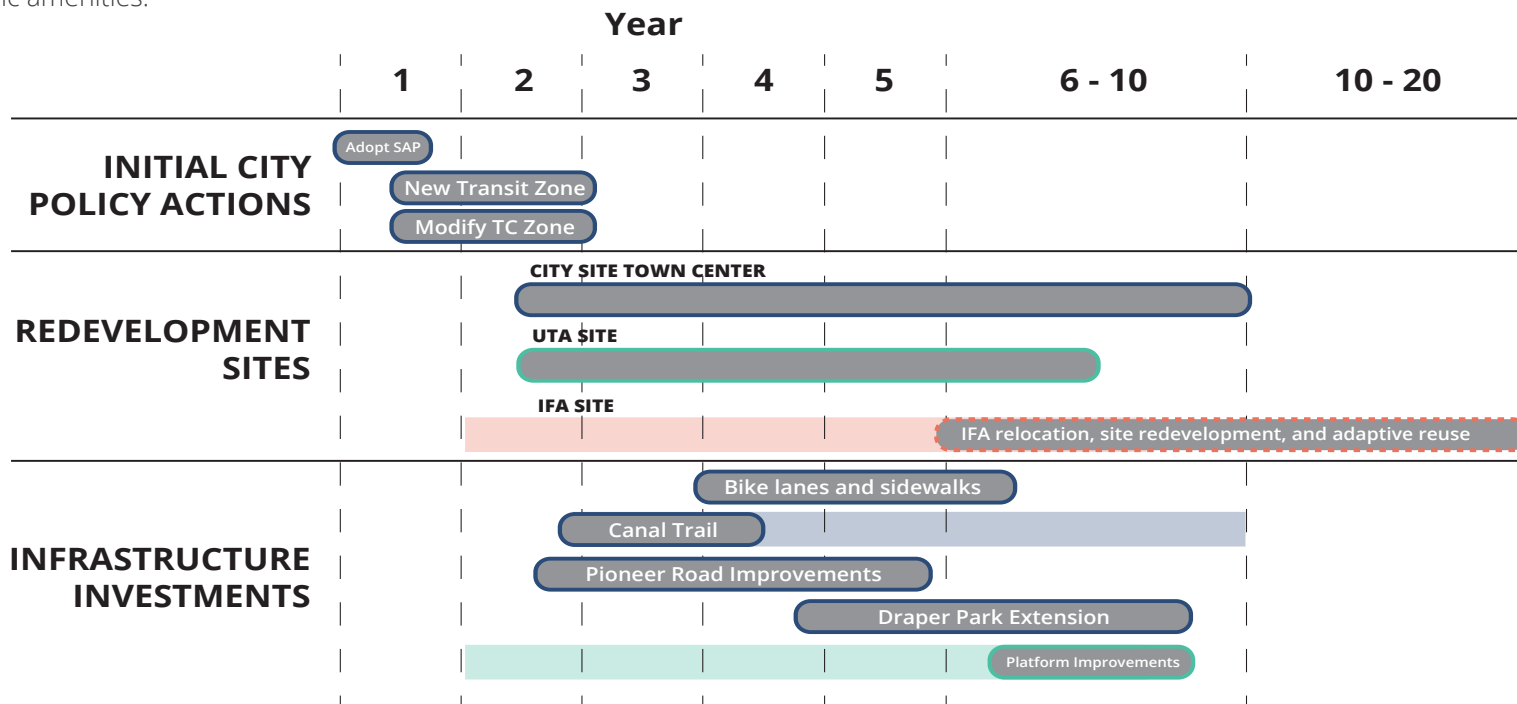 amenities.
Year
1 2 3 4 5 6 - 10 10 - 20
INITIAL CITY
POLICY ACTIONS
Adopt SAP
New Transit Zone
Modify TC Zone
REDEVELOPMENT
SITES
CITY SITE TOWN CENTER
UTA SITE
IFA SITE
IFA relocation, site redevelopment, and adaptive reuse
INFRASTRUCTURE
INVESTMENTS
Bike lanes and sidewalks
Canal Trail
Pioneer Road Improvements
Draper Park Extension
Platform Improvements